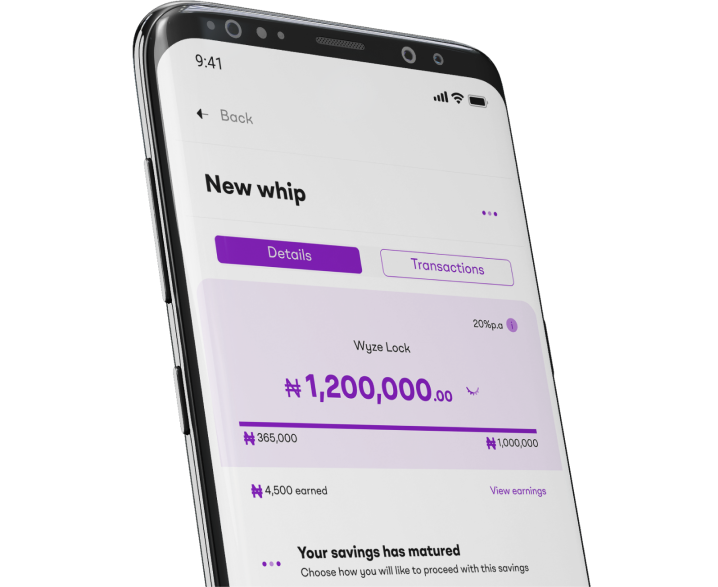 9:41
Back
New whip
Details
Transactions
20%p.a
Wyze Lock
₦1,200,000.00
₦365,000
₦1,000,000
₦4,500 earned
View earnings
Your savings has matured
Choose how you will like to proceed with this savings